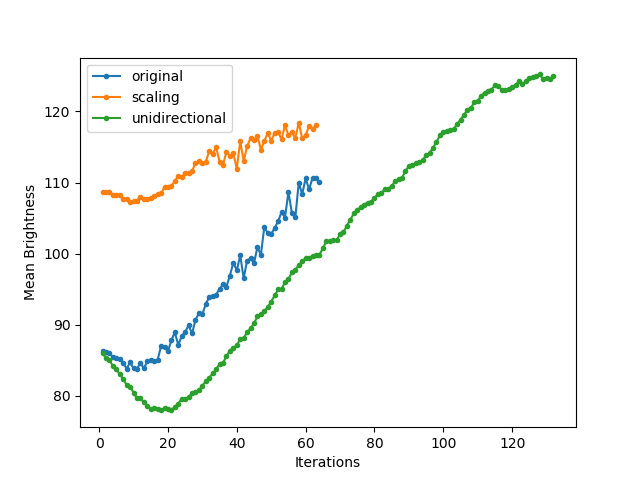 original
scaling
unidirectional
120
110
100
90
80
Mean Brightness
0 20 40 60 80 100 120
Iterations